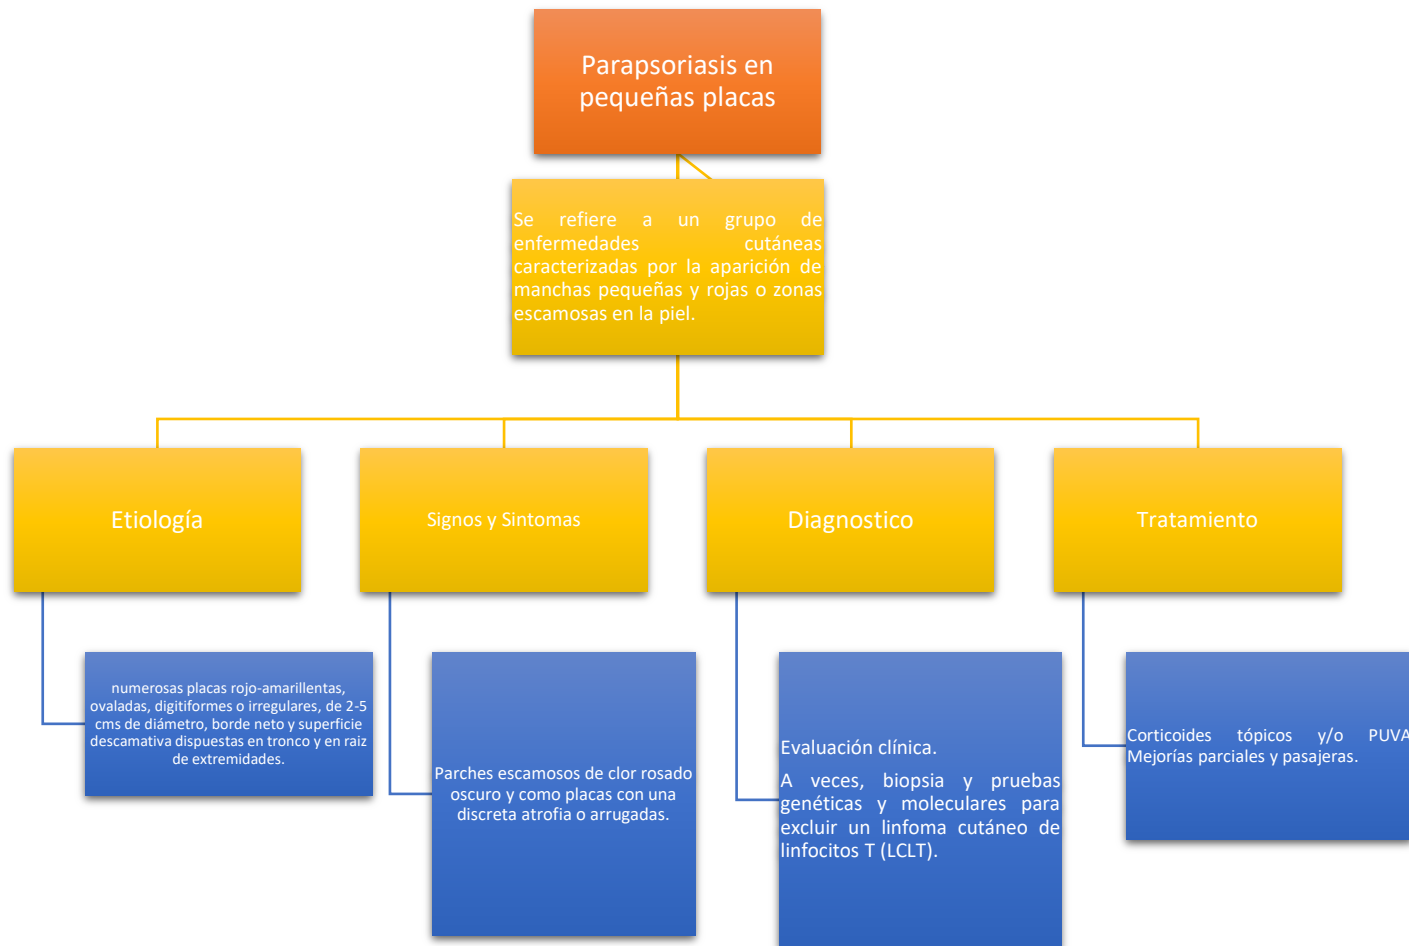 Parapsoriasis en
pequeñas placas
Se refiere a un grupo de
enfermedades cutáneas
caracterizadas por la aparición de
manchas pequeñas y rojas o zonas
escamosas en la piel.
Etiología
Signos y Sintomas
Diagnostico
Tratamiento
numerosas placas rojo-amarillentas,
ovaladas, digitiformes o irregulares, de 2-5
cms de diámetro, borde neto y superficie
descamativa dispuestas en tronco y en raiz
de extremidades.
Parches escamosos de clor rosado
oscuro y como placas con una
discreta atrofia o arrugadas.
Evaluación clínica.
A veces, biopsia y pruebas
genéticas y moleculares para
excluir un linfoma cutáneo de
linfocitos T (LCLT).
Corticoides tópicos y/o PUVA
Mejorías parciales y pasajeras.